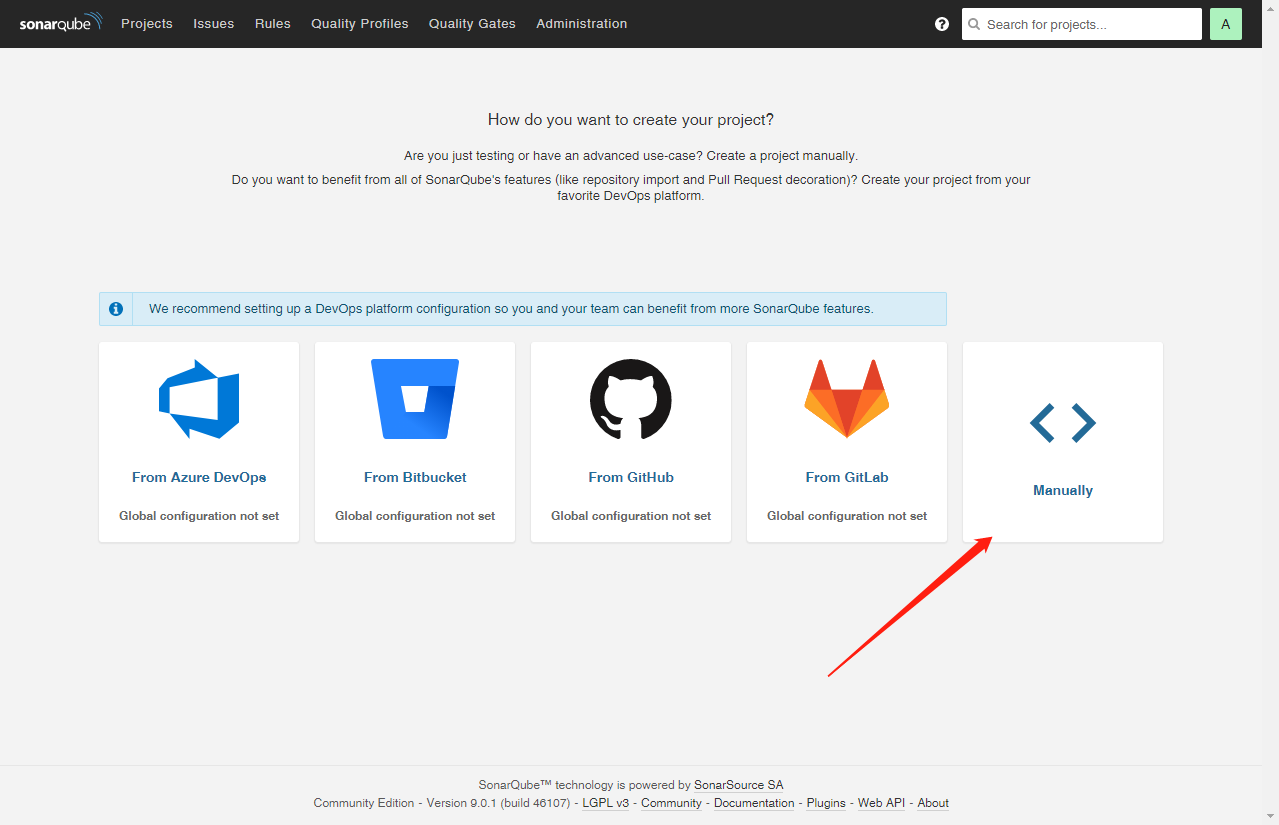 sonarqube Projects Issues Rules Quality Profiles Quality Gates Administration ? Search for projects... A
How do you want to create your project?
Are you just testing or have an advanced use-case? Create a project manually.
Do you want to benefit from all of SonarQube's features (like repository import and Pull Request decoration)? Create your project from your
favorite DevOps platform.
We recommend setting up a DevOps platform configuration so you and your team can benefit from more SonarQube features.
From Azure DevOps From Bitbucket From GitHub From GitLab Manually
Global configuration not set Global configuration not set Global configuration not set Global configuration not set
SonarQube™ technology is powered by SonarSource SA
Community Edition - Version 9.0.1 (build 46107) - LGPL v3 - Community - Documentation - Plugins - Web API - About